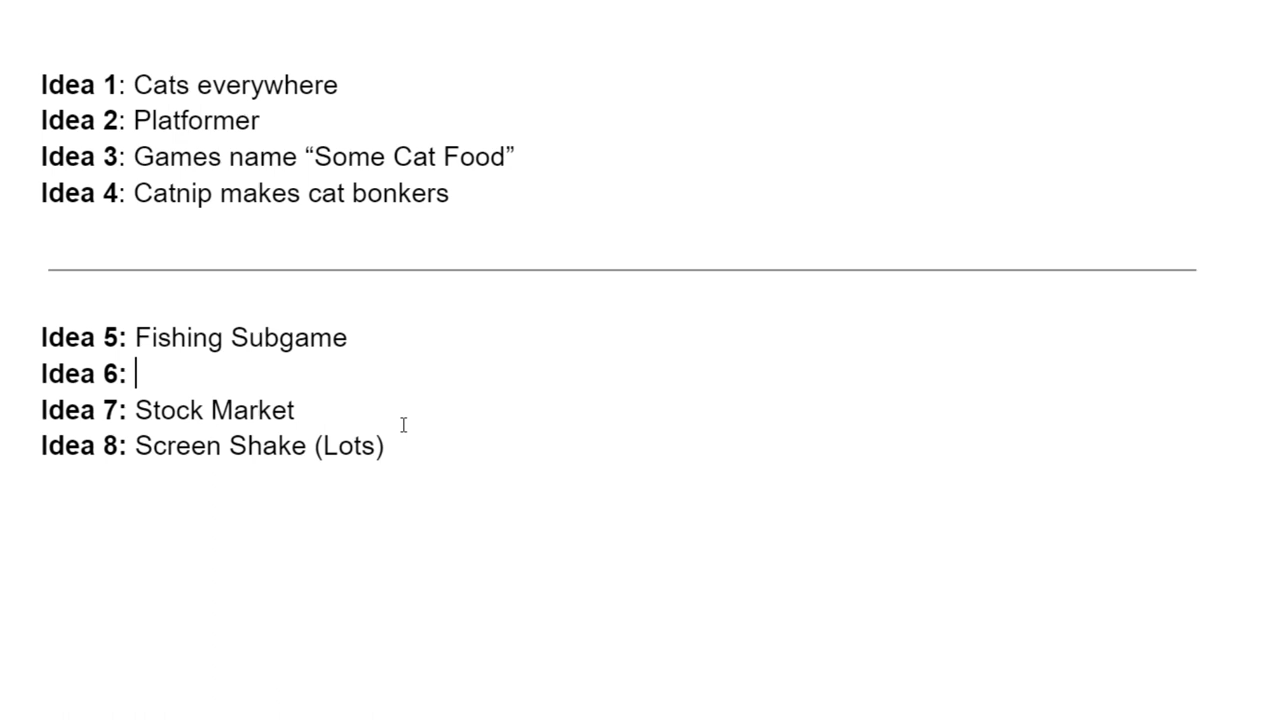 Idea 1: Cats everywhere
Idea 2: Platformer
Idea 3: Games name “Some Cat Food”
Idea 4: Catnip makes cat bonkers
Idea 5: Fishing Subgame
Idea 6:
Idea 7: Stock Market
Idea 8: Screen Shake (Lots)